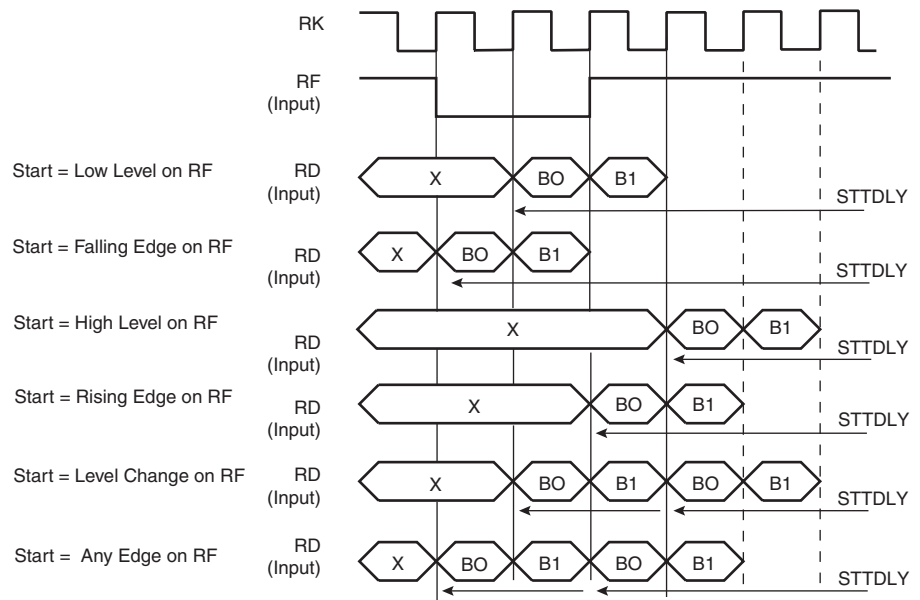 RK
RF
(Input)
Start = Low Level on RF
RD
(Input)
X
BO
B1
STTDLY
Start = Falling Edge on RF
RD
(Input)
X
BO
B1
STTDLY
Start = High Level on RF
RD
(Input)
X
BO
B1
STTDLY
Start = Rising Edge on RF
RD
(Input)
X
BO
B1
STTDLY
Start = Level Change on RF
RD
(Input)
X
BO
B1
BO
B1
STTDLY
Start = Any Edge on RF
RD
(Input)
X
BO
B1
BO
B1
STTDLY